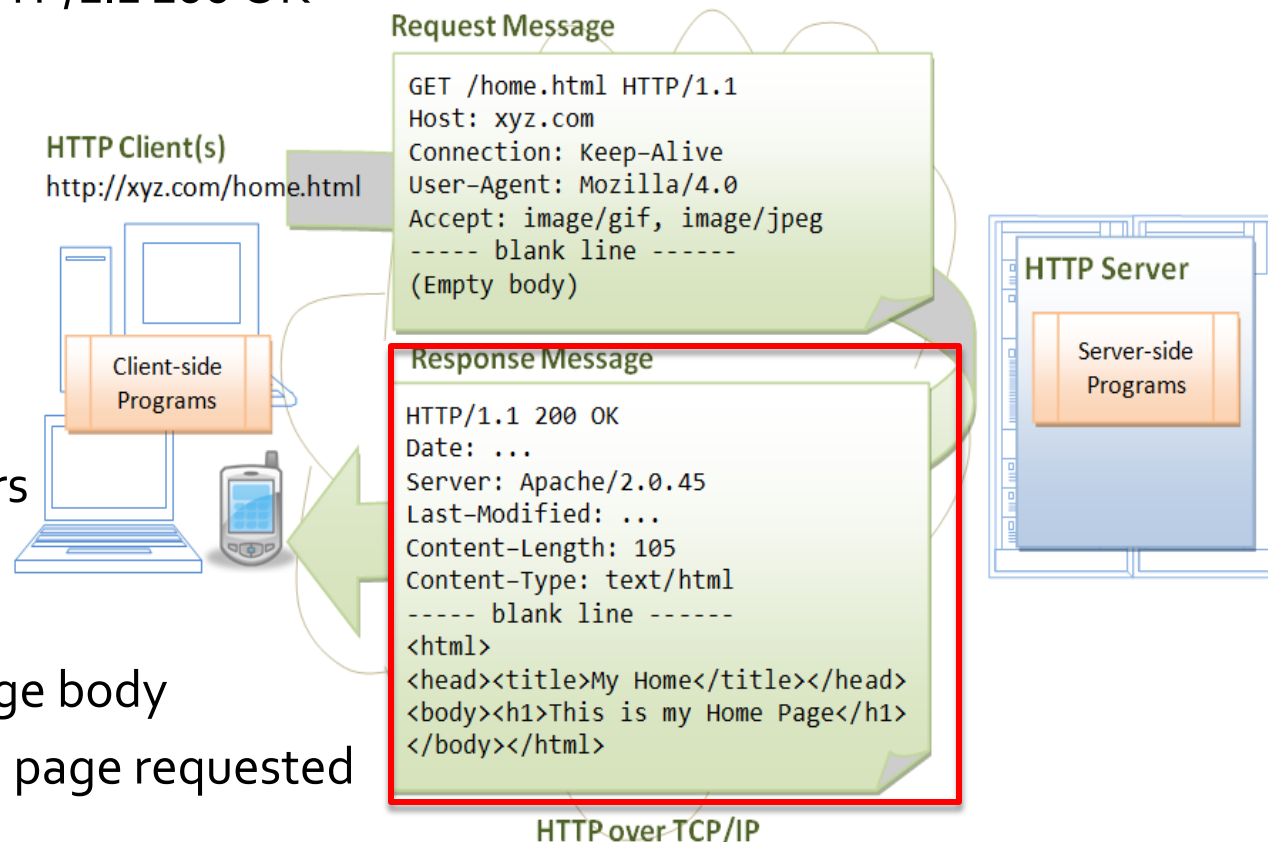 /1.1 200 OK
Request Message
GET /home.html HTTP/1.1
Host: xyz.com
Connection: Keep-Alive
User-Agent: Mozilla/4.0
Accept: image/gif, image/jpeg
----- blank line ------
(Empty body)
HTTP Client(s)
http://xyz.com/home.html
Client-side
Programs
HTTP Server
Server-side
Programs
Response Message
HTTP/1.1 200 OK
Date: ...
Server: Apache/2.0.45
Last-Modified: ...
Content-Length: 105
Content-Type: text/html
----- blank line ------
<html>
<head><title>My Home</title></head>
<body><h1>This is my Home Page</h1>
</body></html>
rs
ge body
page requested
HTTP over TCP/IP